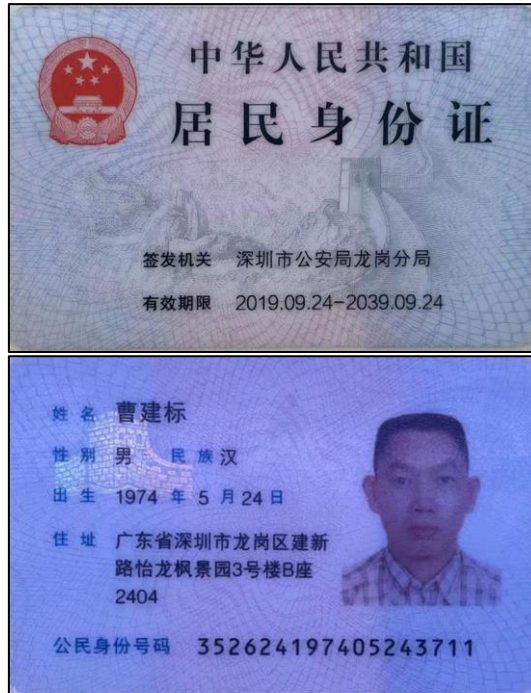 中华人民共和国
居民身份证
签发机关 深圳市公安局龙岗分局
有效期限 2019.09.24-2039.09.24
姓名 曹建标
性别 男 民族 汉
出生 1974 年 5 月 24 日
住址 广东省深圳市龙岗区建新
路怡龙枫景园3号楼B座
2404
公民身份号码 352624197405243711